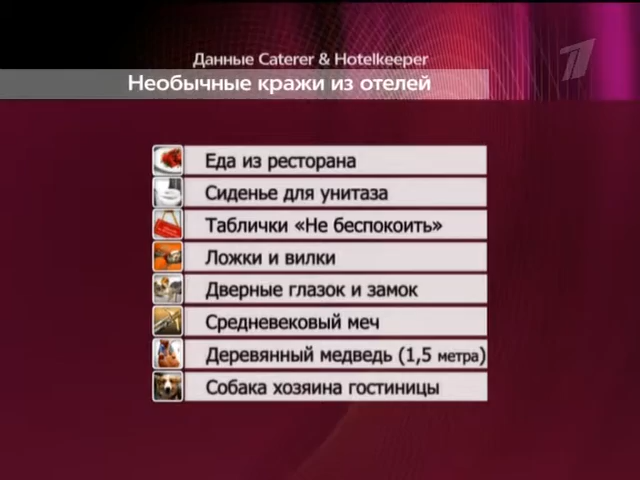 Данные Caterer & Hotelkeeper
Необычные кражи из отелей
Еда из ресторана
Сиденье для унитаза
Таблички «Не беспокоить»
Ложки и вилки
Дверные глазок и замок
Средневековый меч
Деревянный медведь (1,5 метра)
Собака хозяина гостиницы